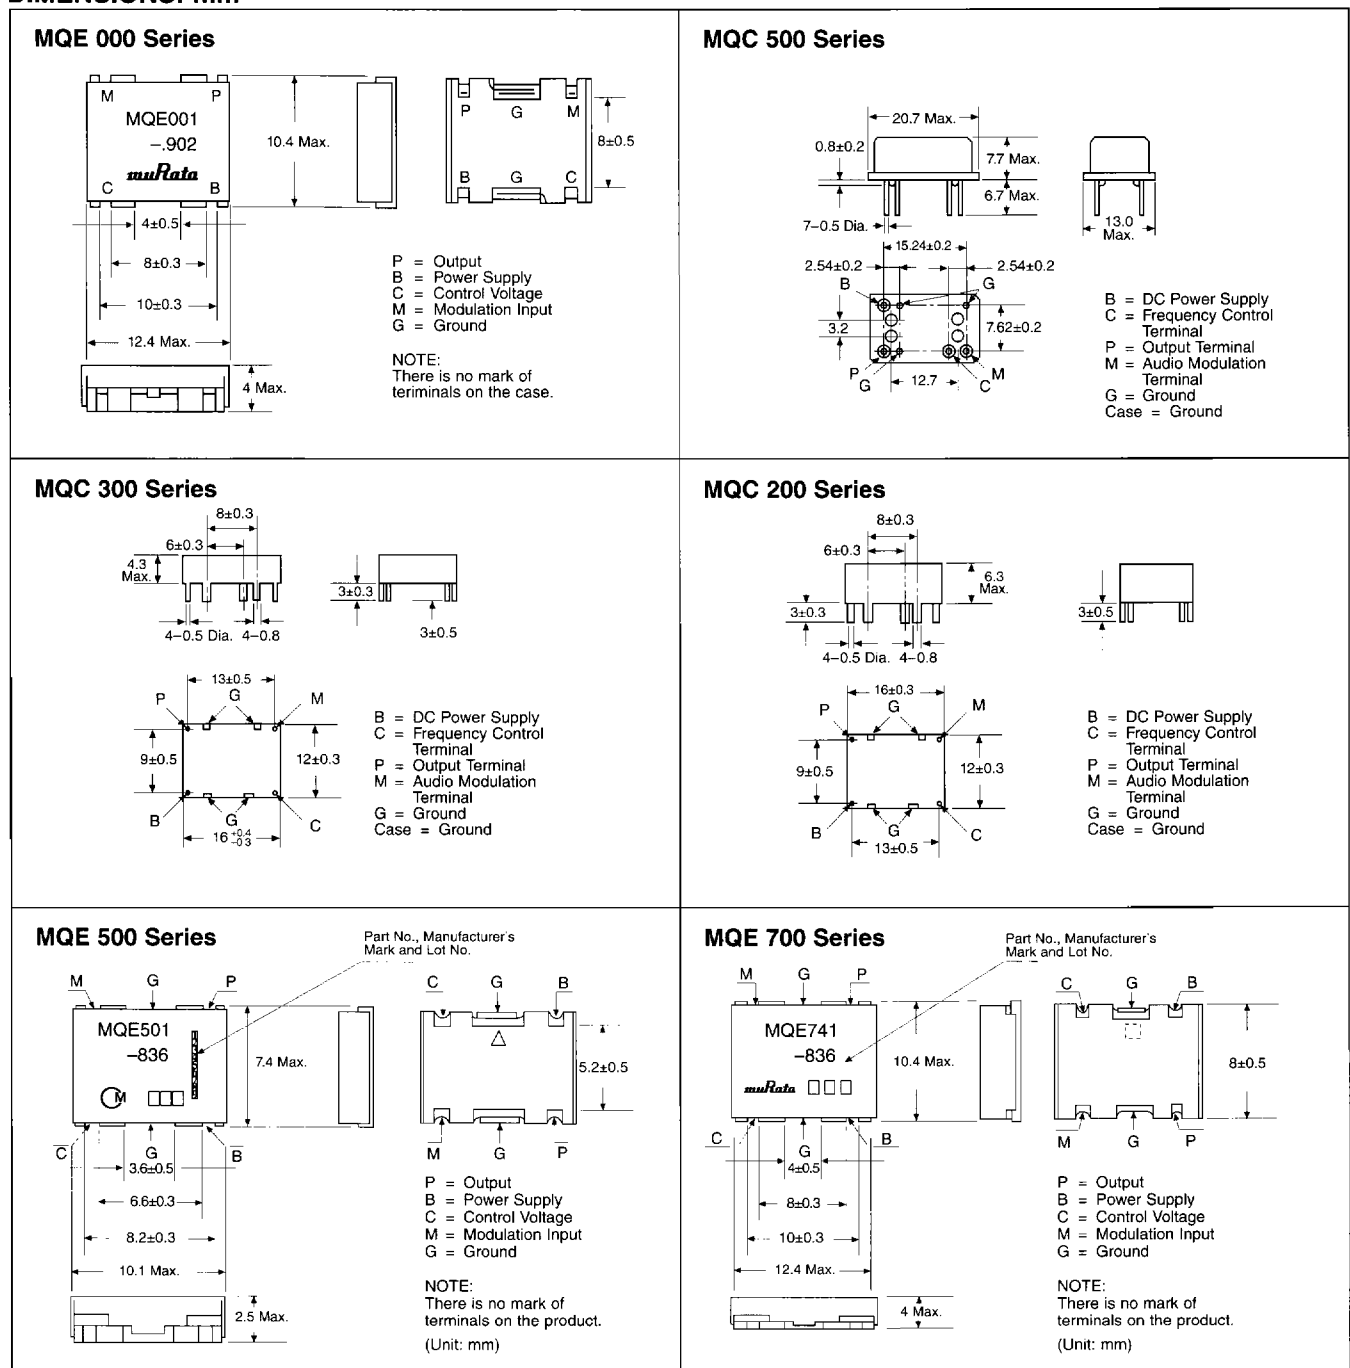 DIMENSIONS: mm
MQE 000 Series
M
P
MQE001
-.902
muRata
C
B
4±0.5
8±0.3
10±0.3
12.4 Max.
10.4 Max.
P
G
M
B
G
C
8±0.5
4 Max.
P = Output
B = Power Supply
C = Control Voltage
M = Modulation Input
G = Ground
NOTE:
There is no mark of
teriminals on the case.
MQC 500 Series
20.7 Max.
0.8±0.2
7.7 Max.
6.7 Max.
7-0.5 Dia.
13.0
Max.
15.24±0.2
2.54±0.2
2.54±0.2
B
G
3.2
7.62±0.2
P
G
12.7
C
M
B = DC Power Supply
C = Frequency Control
Terminal
P = Output Terminal
M = Audio Modulation
Terminal
G = Ground
Case = Ground
MQC 300 Series
8±0.3
6±0.3
4.3
Max.
3±0.3
4-0.5 Dia.
4-0.8
3±0.5
13±0.5
P
G
M
9±0.5
12±0.3
B
G
C
16 +0.4
-0.3
B = DC Power Supply
C = Frequency Control
Terminal
P = Output Terminal
M = Audio Modulation
Terminal
G = Ground
Case = Ground
MQC 200 Series
8±0.3
6±0.3
6.3
Max.
3±0.3
3±0.5
4-0.5 Dia.
4-0.8
16±0.3
P
G
M
9±0.5
12±0.3
B
G
C
13±0.5
B = DC Power Supply
C = Frequency Control
Terminal
P = Output Terminal
M = Audio Modulation
Terminal
G = Ground
Case = Ground
MQE 500 Series
Part No., Manufacturer's
Mark and Lot No.
M
G
P
MQE501
-836
M
7.4 Max.
C
G
B
3.6±0.5
6.6±0.3
8.2±0.3
10.1 Max.
2.5 Max.
C
G
B
5.2±0.5
M
G
P
P = Output
B = Power Supply
C = Control Voltage
M = Modulation Input
G = Ground
NOTE:
There is no mark of
terminals on the product.
(Unit: mm)
MQE 700 Series
Part No., Manufacturer's
Mark and Lot No.
M
G
P
MQE741
-836
muRata
10.4 Max.
C
G
B
4±0.5
8±0.3
10±0.3
12.4 Max.
4 Max.
C
G
B
8±0.5
M
G
P
P = Output
B = Power Supply
C = Control Voltage
M = Modulation Input
G = Ground
NOTE:
There is no mark of
terminals on the product.
(Unit: mm)